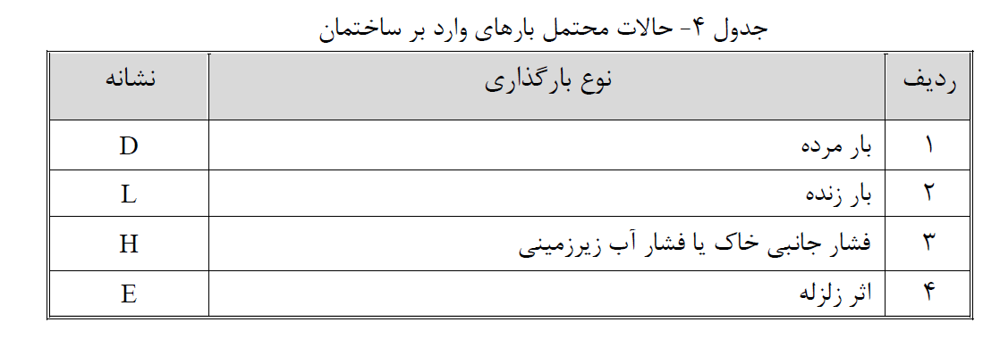 جدول ۴- حالات محتمل بارهای وارد بر ساختمان
ردیف نوع بارگذاری نشانه
۱ بار مرده D
۲ بار زنده L
۳ فشار جانبی خاک یا فشار آب زیرزمینی H
۴ اثر زلزله E